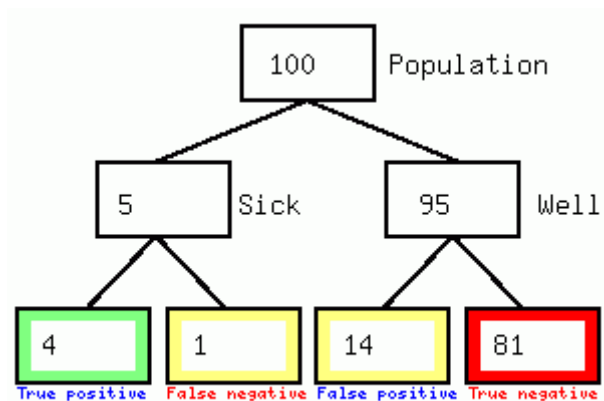 100 Population
5 Sick 95 Well
4 1 14 81
True positive False negative False positive True negative